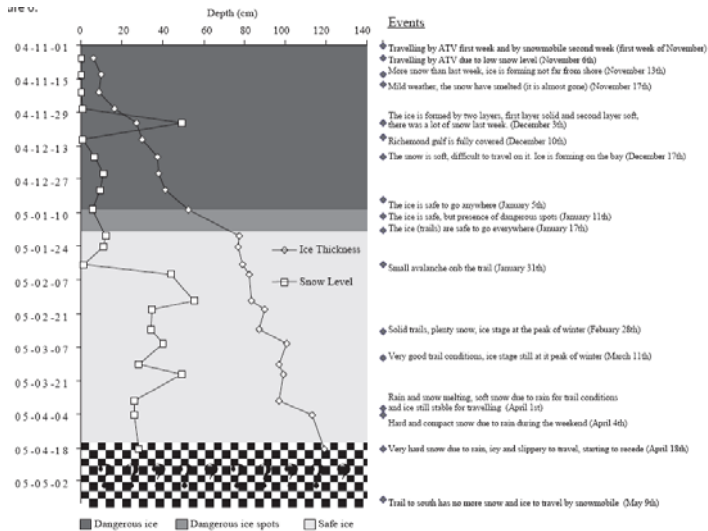 ure 6.
Depth (cm)
0 20 40 60 80 100 120 140
Events
04-11-01
04-11-15
04-11-29
04-12-13
04-12-27
05-01-10
05-01-24
05-02-07
05-02-21
05-03-07
05-03-21
05-04-04
05-04-18
05-05-02
Ice Thickness
Snow Level
Travelling by ATV first week and by snowmobile second week (first week of November)
Travelling by ATV due to low snow level (November 6th)
More snow than last week, ice is forming not far from shore (November 13th)
Mild weather, the snow have smelted (it is almost gone) (November 17th)
The ice is formed by two layers, first layer solid and second layer soft,
there was a lot of snow last week. (December 3th)
Richemond gulf is fully covered (December 10th)
The snow is soft, difficult to travel on it. Ice is forming on the bay (December 17th)
The ice is safe to go anywhere (January 5th)
The ice is safe, but presence of dangerous spots (January 11th)
The ice (trails) are safe to go everywhere (January 17th)
Small avalanche onb the trail (January 31th)
Solid trails, plenty snow, ice stage at the peak of winter (Febuary 28th)
Very good trail conditions, ice stage still at it peak of winter (March 11th)
Rain and snow melting, soft snow due to rain for trail conditions
and ice still stable for travelling (April 1st)
Hard and compact snow due to rain during the weekend (April 4th)
Very hard snow due to rain, icy and slippery to travel, starting to recede (April 18th)
Trail to south has no more snow and ice to travel by snowmobile (May 9th)
Dangerous ice Dangerous ice spots Safe ice